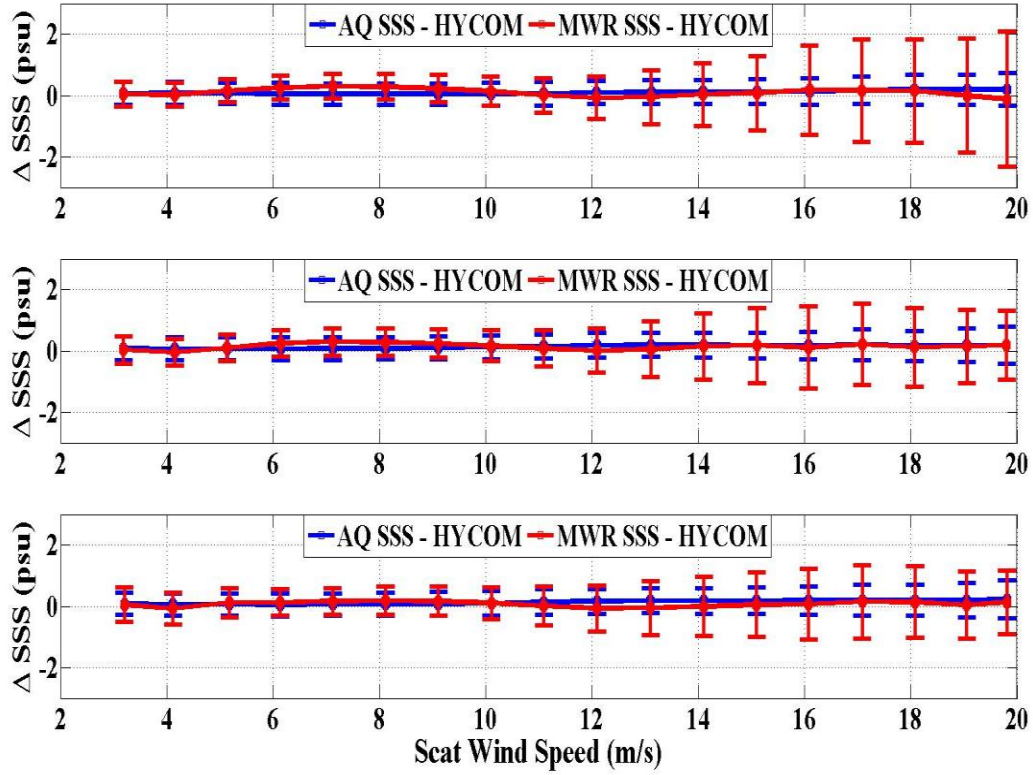 AQ SSS - HYCOM MWR SSS - HYCOM
Δ SSS (psu)
2
0
-2
2 4 6 8 10 12 14 16 18 20
AQ SSS - HYCOM MWR SSS - HYCOM
Δ SSS (psu)
2
0
-2
2 4 6 8 10 12 14 16 18 20
AQ SSS - HYCOM MWR SSS - HYCOM
Δ SSS (psu)
2
0
-2
2 4 6 8 10 12 14 16 18 20
Scat Wind Speed (m/s)